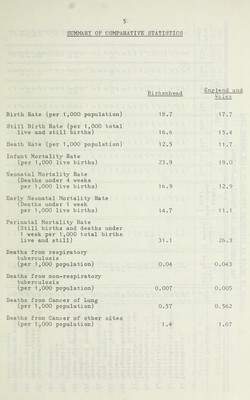 5
SUMMARY OF COMPARATIVE STATISTICS
Birkenhead England and Wales
Birth Rate (per 1,000 population) 18.7 17.7
Still Birth Rate (per 1,000 total
live and still births) 16.6 15.4
Death Rate (per 1,000 population) 12.5 11.7
Infant Mortality Rate
(per 1,000 live births) 23.9 19.0
Neonatal Mortality Rate
(Deaths under 4 weeks
per 1,000 live births) 16.9 12.9
Early Neonatal Mortality Rate
(Deaths under 1 week
per 1,000 live births) 14.7 11.1
Perinatal Mortality Rate
(Still births and deaths under
1 week per 1,000 total births
live and still) 31.1 26.3
Deaths from respiratory
tuberculosis
(per 1,000 population) 0.04 0.043
Deaths from non-respiratory
tuberculosis
(per 1,000 population) 0.007 0.005
Deaths from Cancer of Lung
(per 1,000 population) 0.57 0.562
Deaths from Cancer of other sites
(per 1,000 population) 1.4 1.67